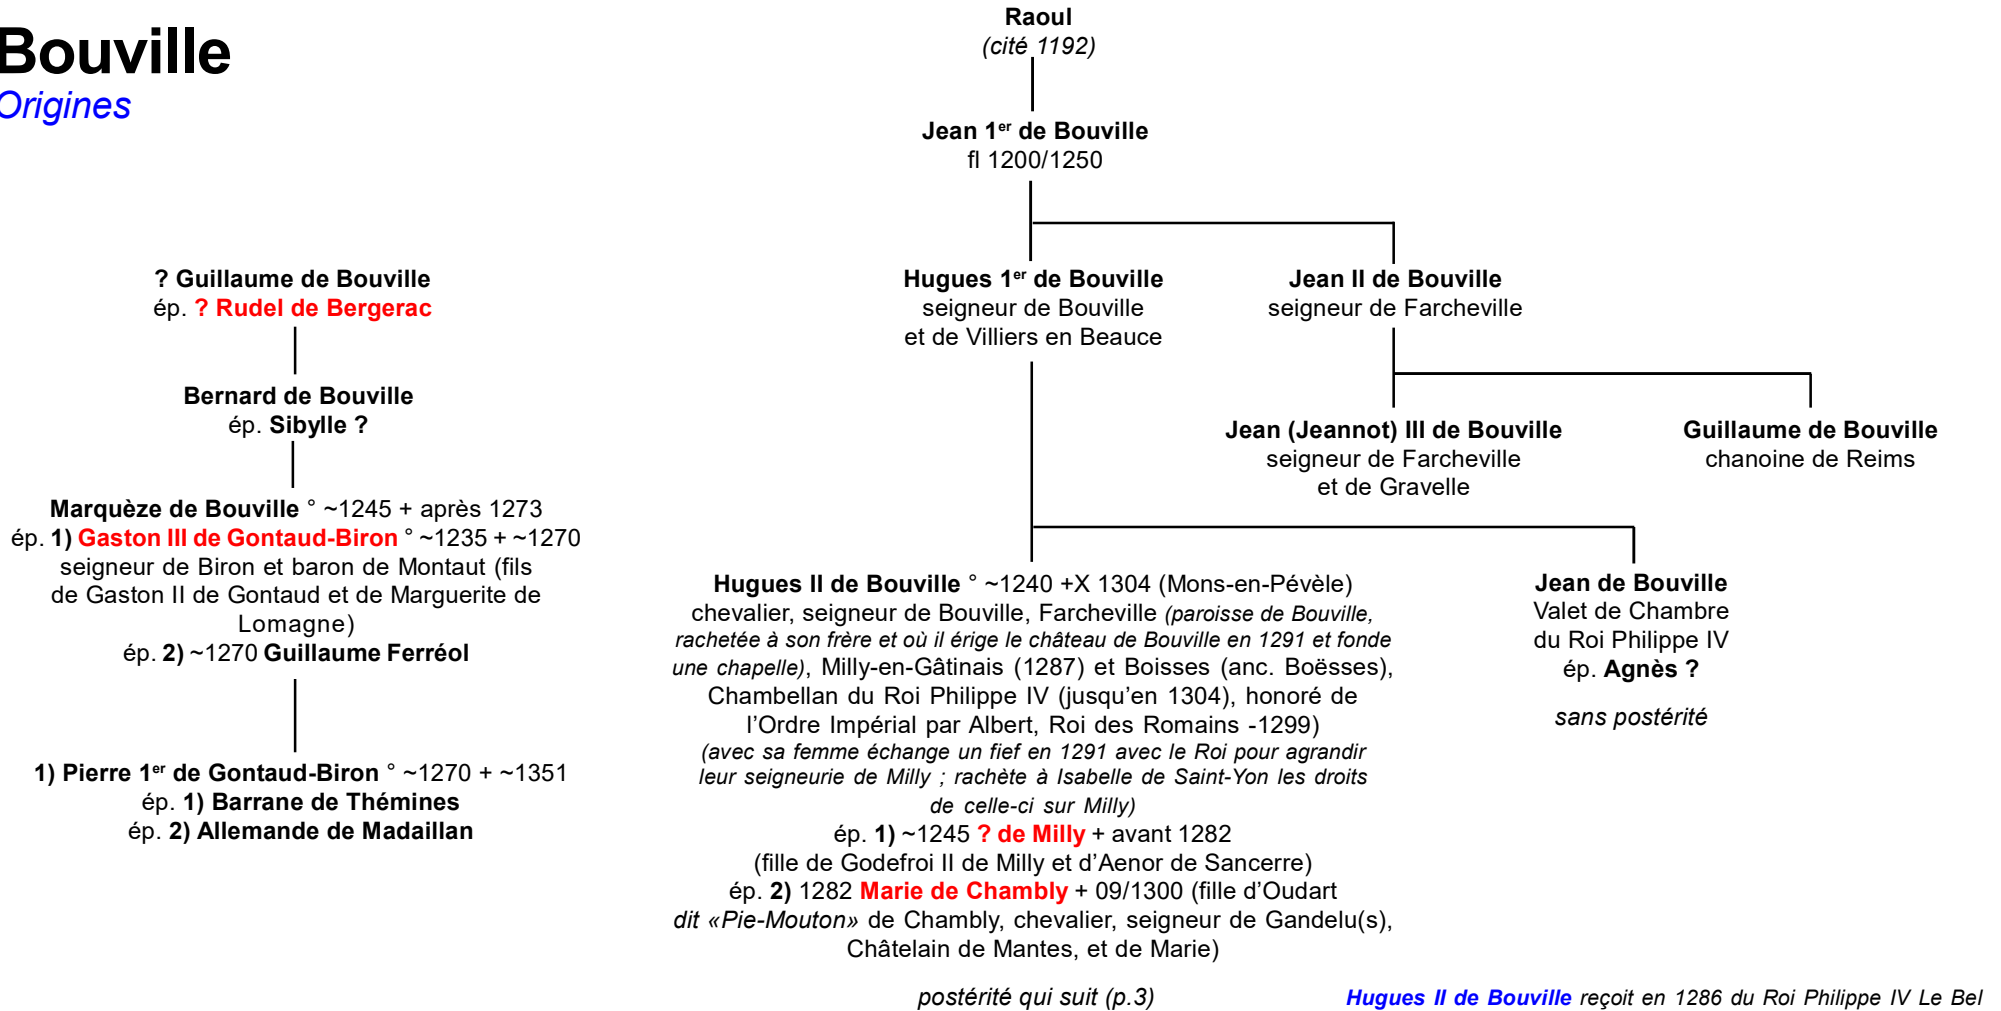 Bouville
Origines
Raoul
(cité 1192)
Jean 1er de Bouville
fl 1200/1250
? Guillaume de Bouville
ép. ? Rudel de Bergerac
Bernard de Bouville
ép. Sibylle ?
Marquèze de Bouville ° ~1245 + après 1273
ép. 1) Gaston III de Gontaud-Biron ° ~1235 + ~1270
seigneur de Biron et baron de Montaut (fils
de Gaston II de Gontaud et de Marguerite de
Lomagne)
ép. 2) ~1270 Guillaume Ferréol
1) Pierre 1er de Gontaud-Biron ° ~1270 + ~1351
ép. 1) Barrane de Thémines
ép. 2) Allemande de Madaillan
Hugues 1er de Bouville
seigneur de Bouville
et de Villiers en Beauce
Jean II de Bouville
seigneur de Farcheville
Jean (Jeannot) III de Bouville
seigneur de Farcheville
et de Gravelle
Guillaume de Bouville
chanoine de Reims
Hugues II de Bouville ° ~1240 +X 1304 (Mons-en-Pévèle)
chevalier, seigneur de Bouville, Farcheville (paroisse de Bouville,
rachetée à son frère et où il érige le château de Bouville en 1291 et fonde
une chapelle), Milly-en-Gâtinais (1287) et Boisses (anc. Boësses),
Chambellan du Roi Philippe IV (jusqu’en 1304), honoré de
l’Ordre Impérial par Albert, Roi des Romains -1299)
(avec sa femme échange un fief en 1291 avec le Roi pour agrandir
leur seigneurie de Milly ; rachète à Isabelle de Saint-Yon les droits
de celle-ci sur Milly)
ép. 1) ~1245 ? de Milly + avant 1282
(fille de Godefroi II de Milly et d’Aenor de Sancerre)
ép. 2) 1282 Marie de Chambly + 09/1300 (fille d’Oudart
dit «Pie-Mouton» de Chambly, chevalier, seigneur de Gandelu(s),
Châtelain de Mantes, et de Marie)
postérité qui suit (p.3)
Jean de Bouville
Valet de Chambre
du Roi Philippe IV
ép. Agnès ?
sans postérité
Hugues II de Bouville reçoit en 1286 du Roi Philippe IV Le Bel